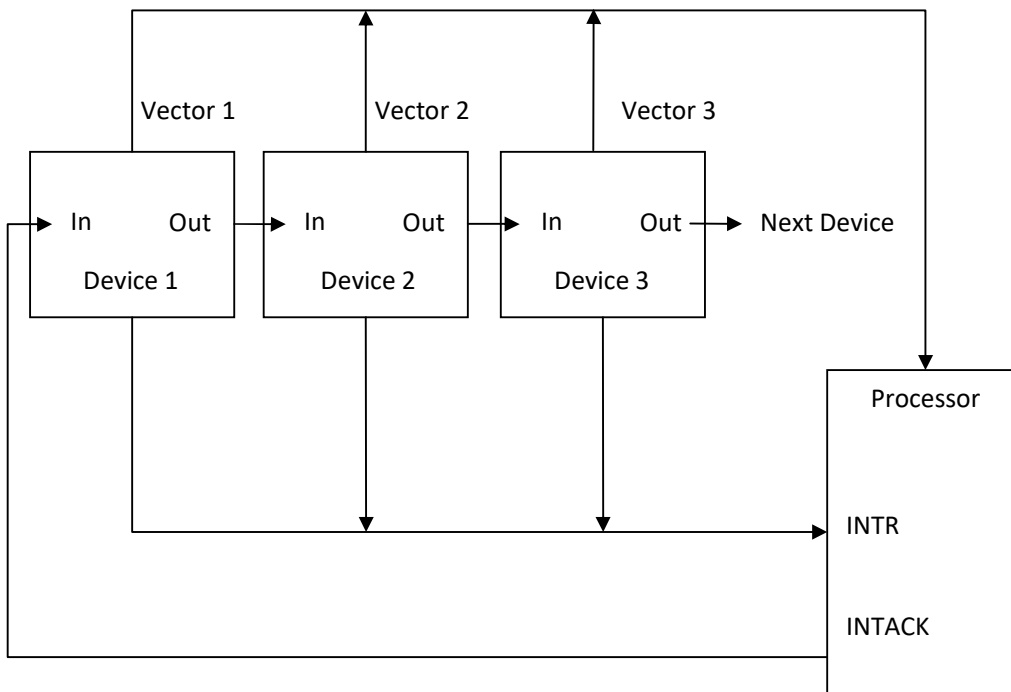 Vector 1
Vector 2
Vector 3
In Out
In Out
In Out
Next Device
Device 1
Device 2
Device 3
Processor
INTR
INTACK